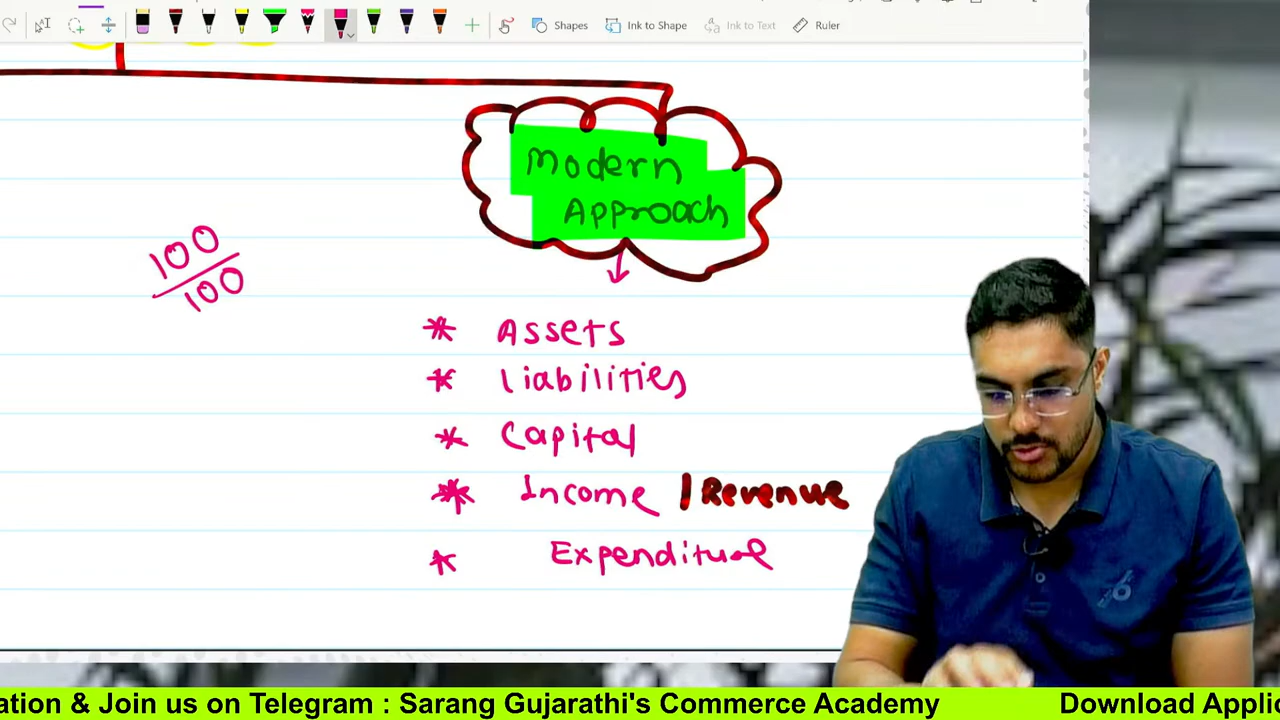 Shapes
Ink to Shape
Ink to Text
Ruler
Modern
Approach
100
100
* Assets
* Liabilities
* Capital
* Income / Revenue
* Expenditure
ation & Join us on Telegram : Sarang Gujarathi's Commerce Academy
Download Applic